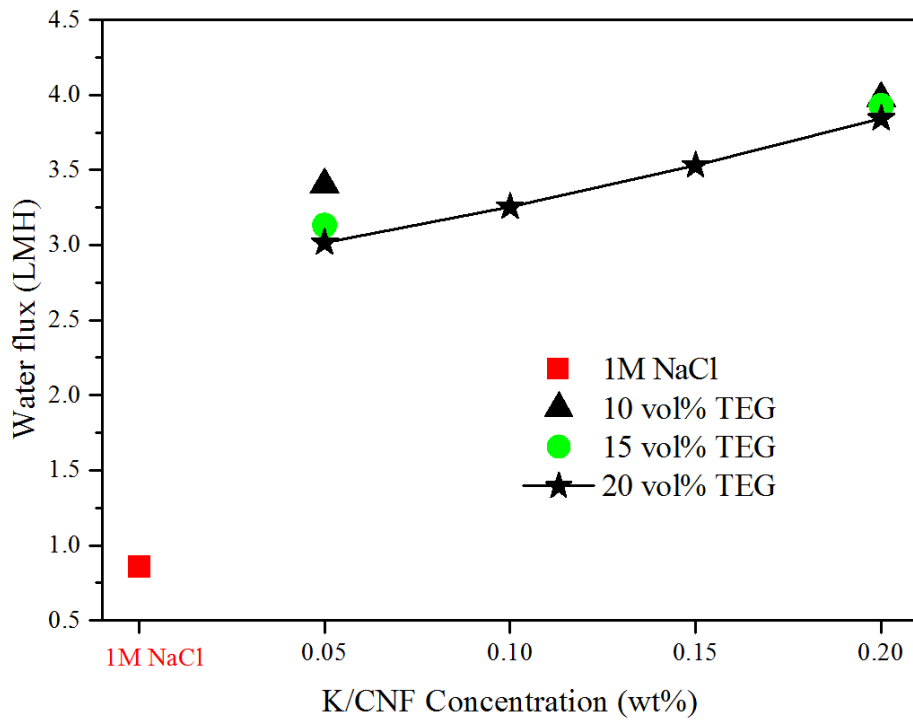 4.5
4.0
3.5
3.0
2.5
2.0
1.5
1.0
0.5
Water flux (LMH)
1M NaCl
10 vol% TEG
15 vol% TEG
20 vol% TEG
1M NaCl 0.05 0.10 0.15 0.20
K/CNF Concentration (wt%)